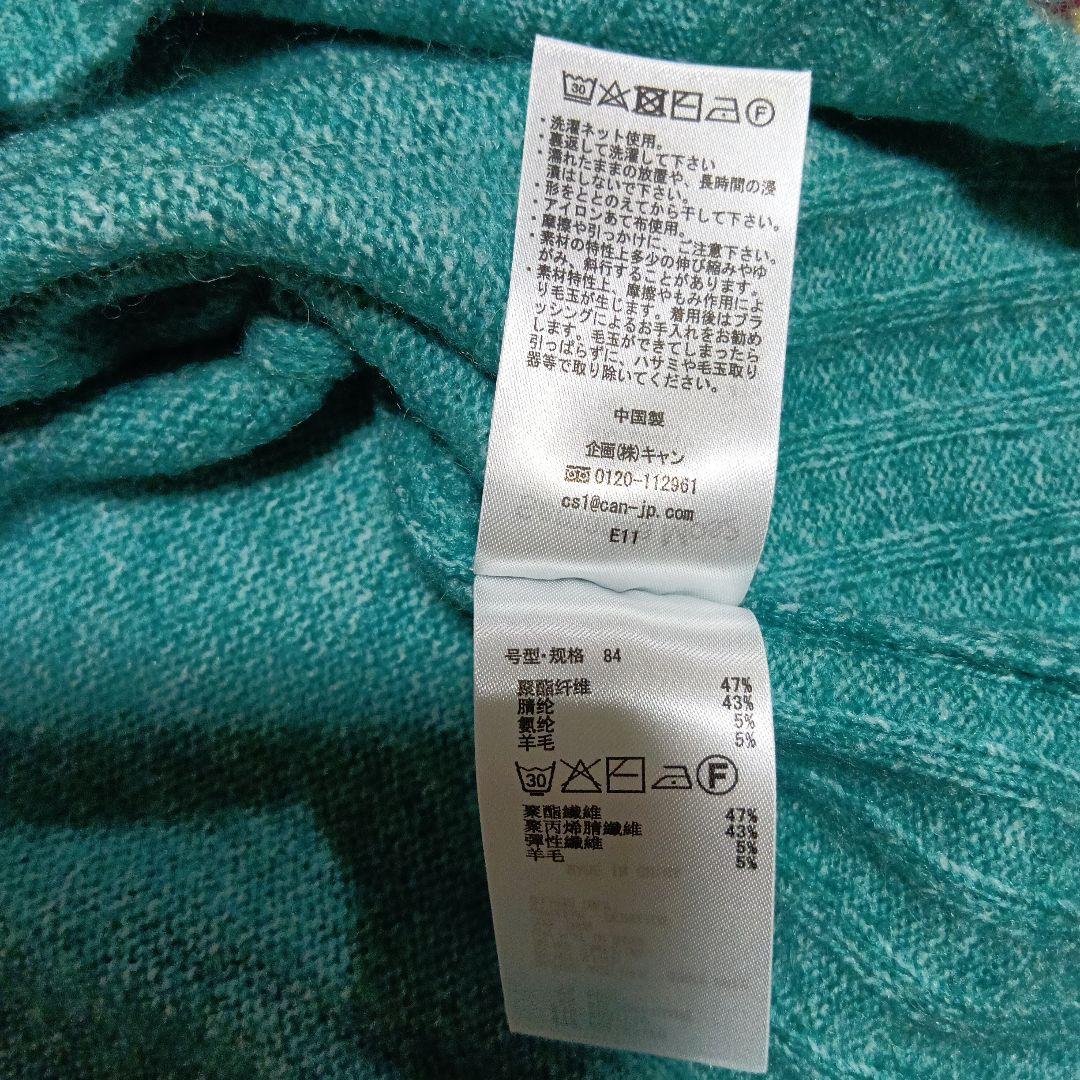 30 F
・洗濯ネット使用。
・裏返して洗濯して下さい
・濡れたままの放置や、長時間の浸
漬はしないで下さい。
・形をととのえてから干して下さい。
・アイロンあて布使用。
・摩擦や引っかけに、ご注意下さい。
・素材の特性上多少の伸び縮みやゆ
がみ、斜行することがあります。
・素材特性上、摩擦やもみ作用によ
り毛玉が生じます。着用後はブラ
ッシングによるお手入れをお勧め
します。毛玉ができてしまったら
引っぱらずに、ハサミや毛玉取り
器等で取り除いてください。
中国製
企画(株)キャン
0120-112961
cs1@can-jp.com
E11
号型·规格 84
聚酯纤维 47%
腈纶 43%
氨纶 5%
羊毛 5%
30 F
聚酯纖維 47%
聚丙烯腈纖維 43%
彈性纖維 5%
羊毛 5%